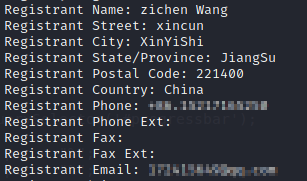 Registrant Name: zichen Wang
Registrant Street: xincun
Registrant City: XinYiShi
Registrant State/Province: JiangSu
Registrant Postal Code: 221400
Registrant Country: China
Registrant Phone:
Registrant Phone Ext:
Registrant Fax:
Registrant Fax Ext:
Registrant Email: